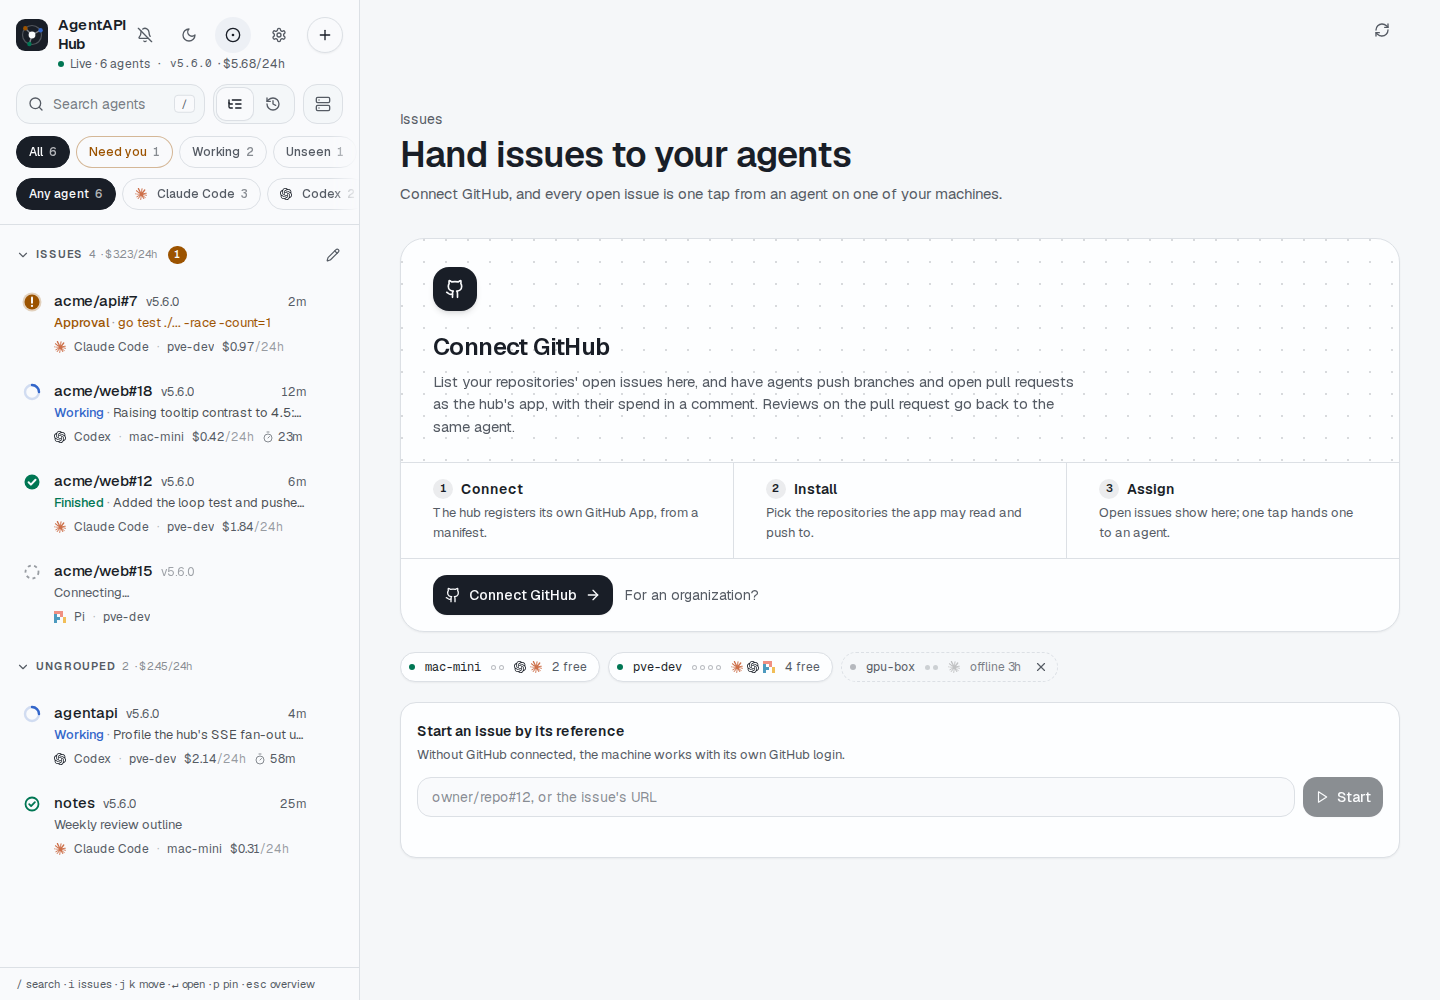 AgentAPI
Hub
Live · 6 agents · v5.6.0 · $5.68/24h
Search agents /
All 6 Need you 1 Working 2 Unseen 1
Any agent 6 Claude Code 3 Codex 2
ISSUES 4 · $3.23/24h 1
acme/api#7 v5.6.0 2m
Approval · go test ./... -race -count=1
Claude Code · pve-dev $0.97/24h
acme/web#18 v5.6.0 12m
Working · Raising tooltip contrast to 4.5:…
Codex · mac-mini $0.42/24h 23m
acme/web#12 v5.6.0 6m
Finished · Added the loop test and pushe…
Claude Code · pve-dev $1.84/24h
acme/web#15 v5.6.0
Connecting…
Pi · pve-dev
UNGROUPED 2 · $2.45/24h
agentapi v5.6.0 4m
Working · Profile the hub's SSE fan-out u…
Codex · pve-dev $2.14/24h 58m
notes v5.6.0 25m
Weekly review outline
Claude Code · mac-mini $0.31/24h
/ search · i issues · j k move · ↵ open · p pin · esc overview
Issues
Hand issues to your agents
Connect GitHub, and every open issue is one tap from an agent on one of your machines.
Connect GitHub
List your repositories' open issues here, and have agents push branches and open pull requests
as the hub's app, with their spend in a comment. Reviews on the pull request go back to the
same agent.
1 Connect
The hub registers its own GitHub App, from a
manifest.
2 Install
Pick the repositories the app may read and
push to.
3 Assign
Open issues show here; one tap hands one
to an agent.
Connect GitHub → For an organization?
mac-mini 2 free pve-dev 4 free gpu-box offline 3h
Start an issue by its reference
Without GitHub connected, the machine works with its own GitHub login.
owner/repo#12, or the issue's URL Start